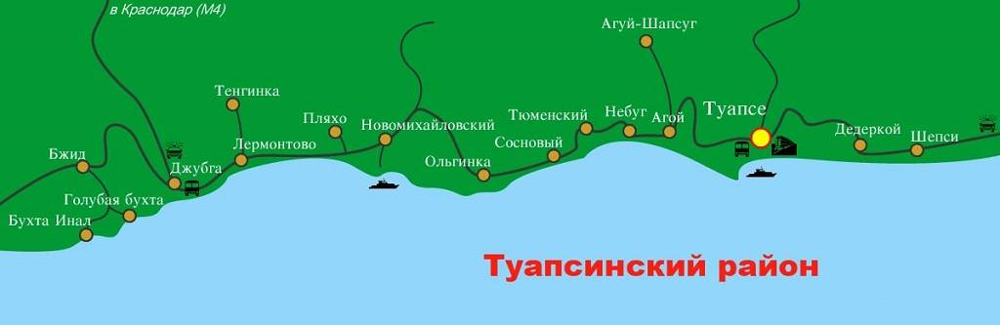 в Краснодар (М4)
Агуй-Шапсуг
Тенгинка
Пляхо
Новомихайловский
Тюменский
Небуг
Агой
Туапсе
Дедеркой
Шепси
Бжид
Джубга
Лермонтово
Ольгинка
Сосновый
Голубая бухта
Бухта Инал
Туапсинский район